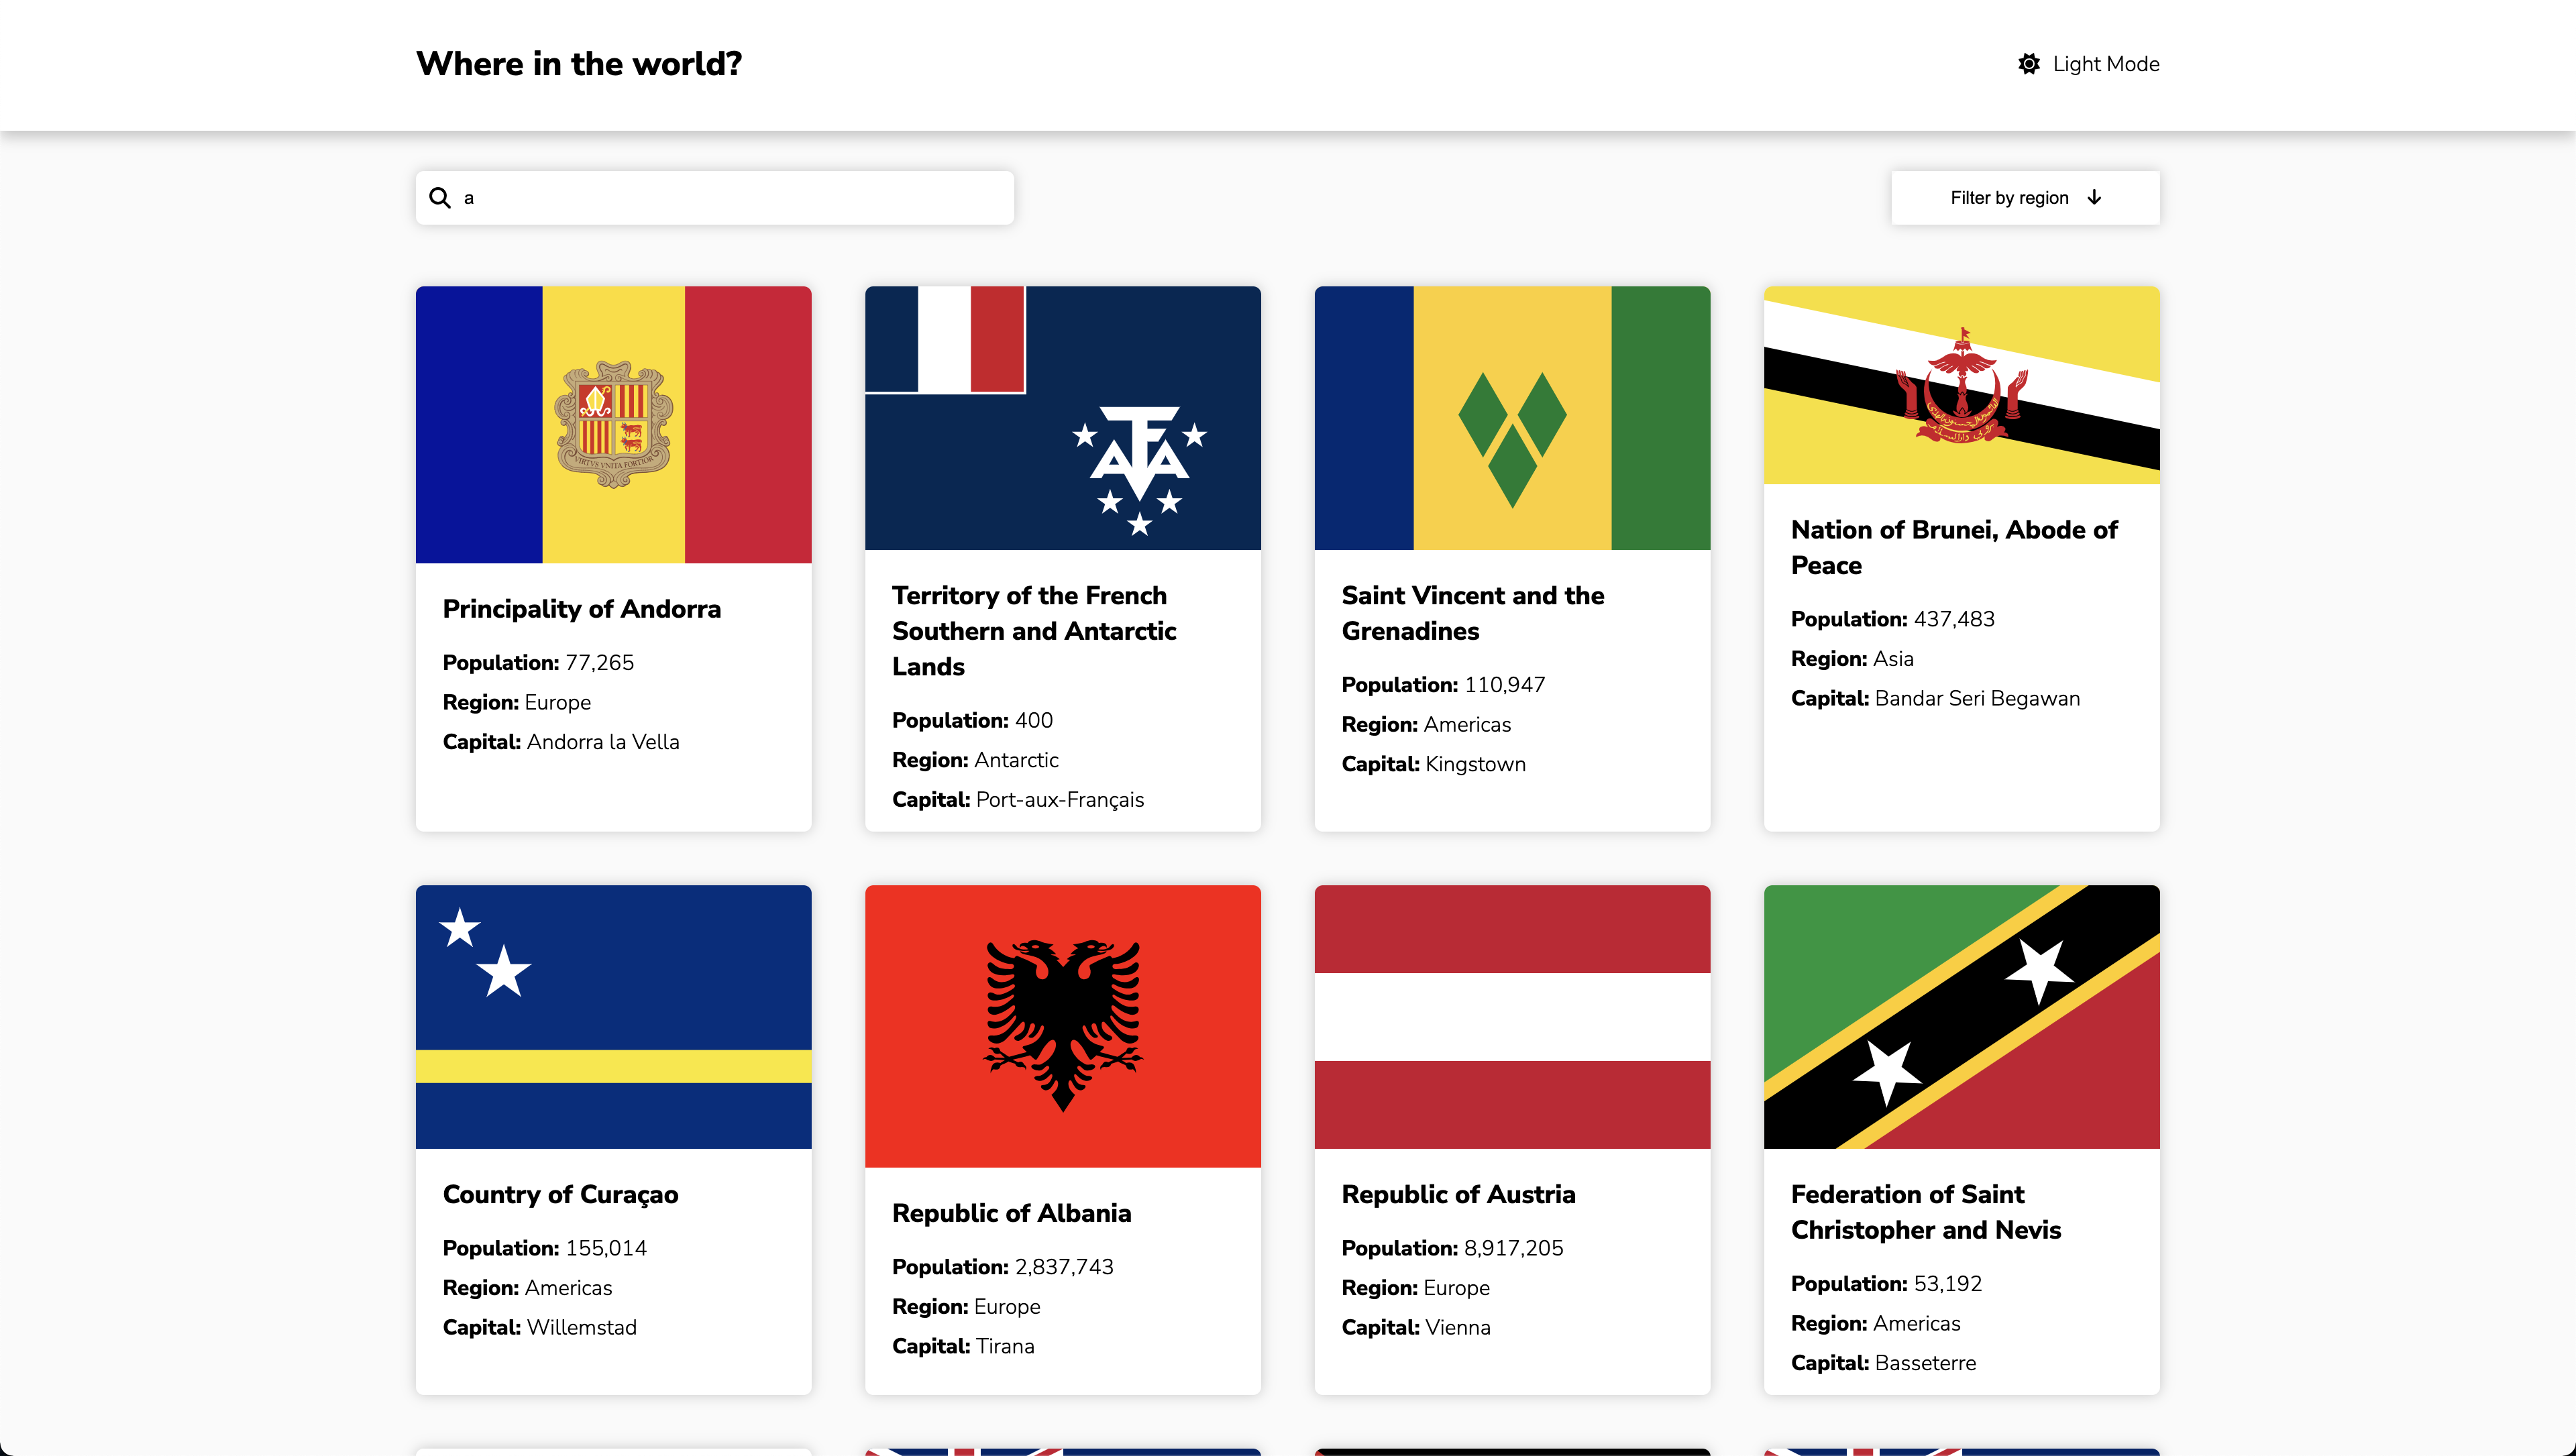 Where in the world?
Light Mode
a
Filter by region
VIRTVS VNITA FORTIOR
Principality of Andorra
Population: 77,265
Region: Europe
Capital: Andorra la Vella
Territory of the French
Southern and Antarctic
Lands
Population: 400
Region: Antarctic
Capital: Port-aux-Français
Saint Vincent and the
Grenadines
Population: 110,947
Region: Americas
Capital: Kingstown
Nation of Brunei, Abode of
Peace
Population: 437,483
Region: Asia
Capital: Bandar Seri Begawan
Country of Curaçao
Population: 155,014
Region: Americas
Capital: Willemstad
Republic of Albania
Population: 2,837,743
Region: Europe
Capital: Tirana
Republic of Austria
Population: 8,917,205
Region: Europe
Capital: Vienna
Federation of Saint
Christopher and Nevis
Population: 53,192
Region: Americas
Capital: Basseterre